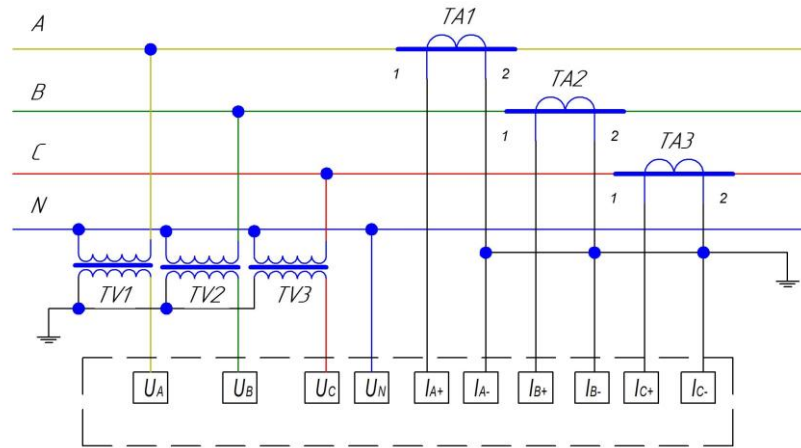 A
TA1
1 2
B
TA2
1 2
C
TA3
1 2
N
TV1 TV2 TV3
UA UB UC UN IA+ IA- IB+ IB- IC+ IC-